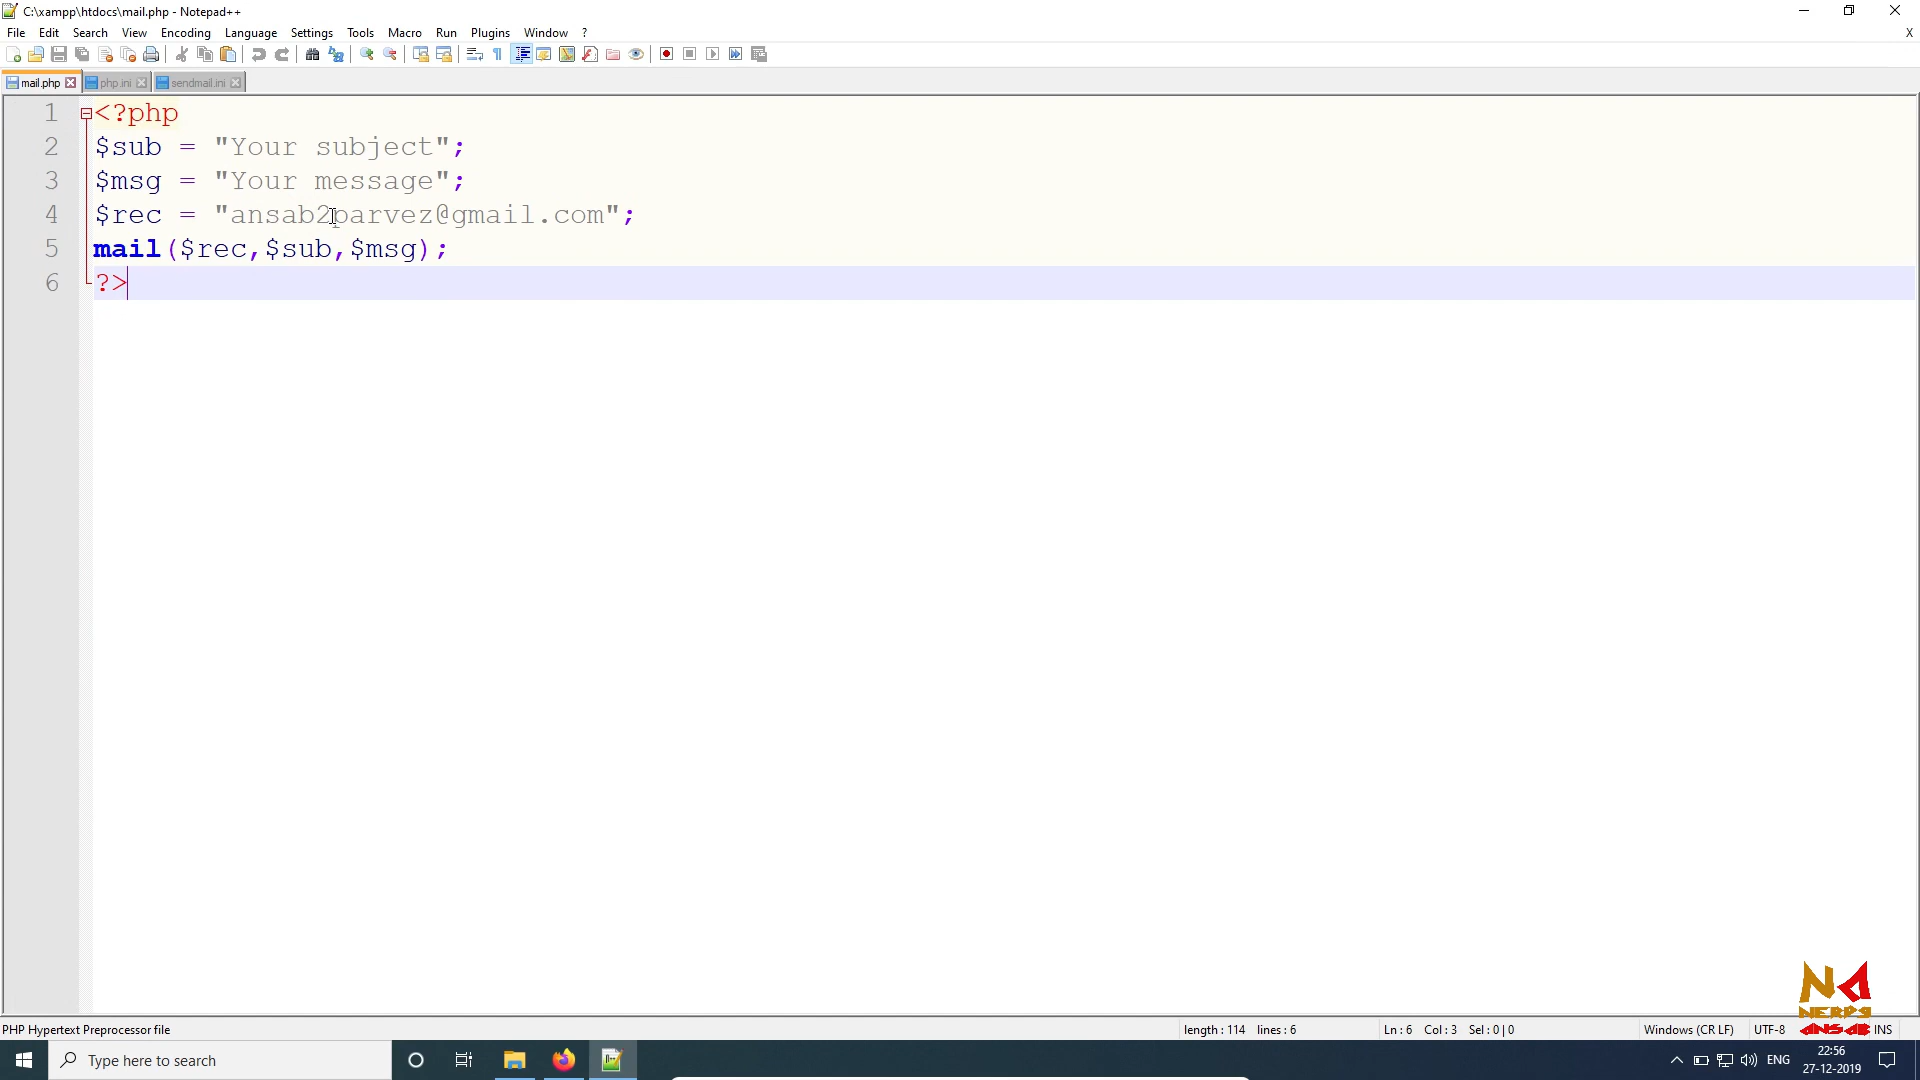 C:\xampp\htdocs\mail.php - Notepad++
File Edit Search View Encoding Language Settings Tools Macro Run Plugins Window ? X
mail.php php.ini sendmail.ini
1 <?php
2 $sub = "Your subject";
3 $msg = "Your message";
4 $rec = "ansab2parvez@gmail.com";
5 mail($rec,$sub,$msg);
6 ?>
NA
NERPS
ANSAB
PHP Hypertext Preprocessor file length : 114 lines : 6 Ln : 6 Col : 3 Sel : 0 | 0 Windows (CR LF) UTF-8 INS
Type here to search ENG 22:56
27-12-2019